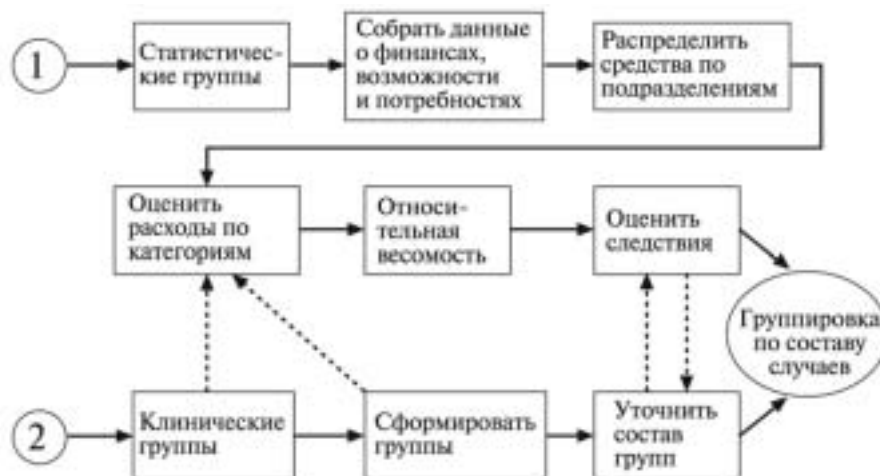 1
Статистичес-
кие группы
Собрать данные
о финансах,
возможности
и потребностях
Распределить
средства по
подразделениям
Оценить
расходы по
категориям
Относи-
тельная
весомость
Оценить
следствия
Группировка
по составу
случаев
2
Клинические
группы
Сформировать
группы
Уточнить
состав
групп